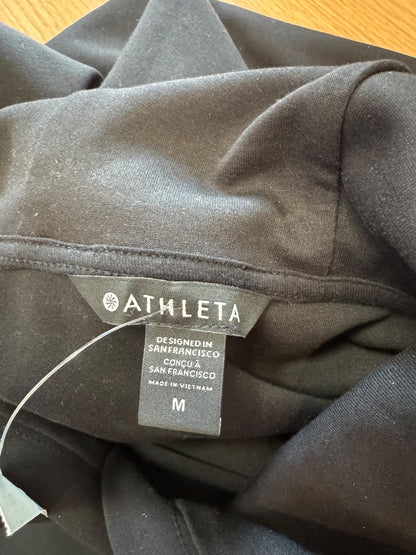 ATHLETA
DESIGNED IN
SAN FRANCISCO
CONÇU À
SAN FRANCISCO
MADE IN VIETNAM
M